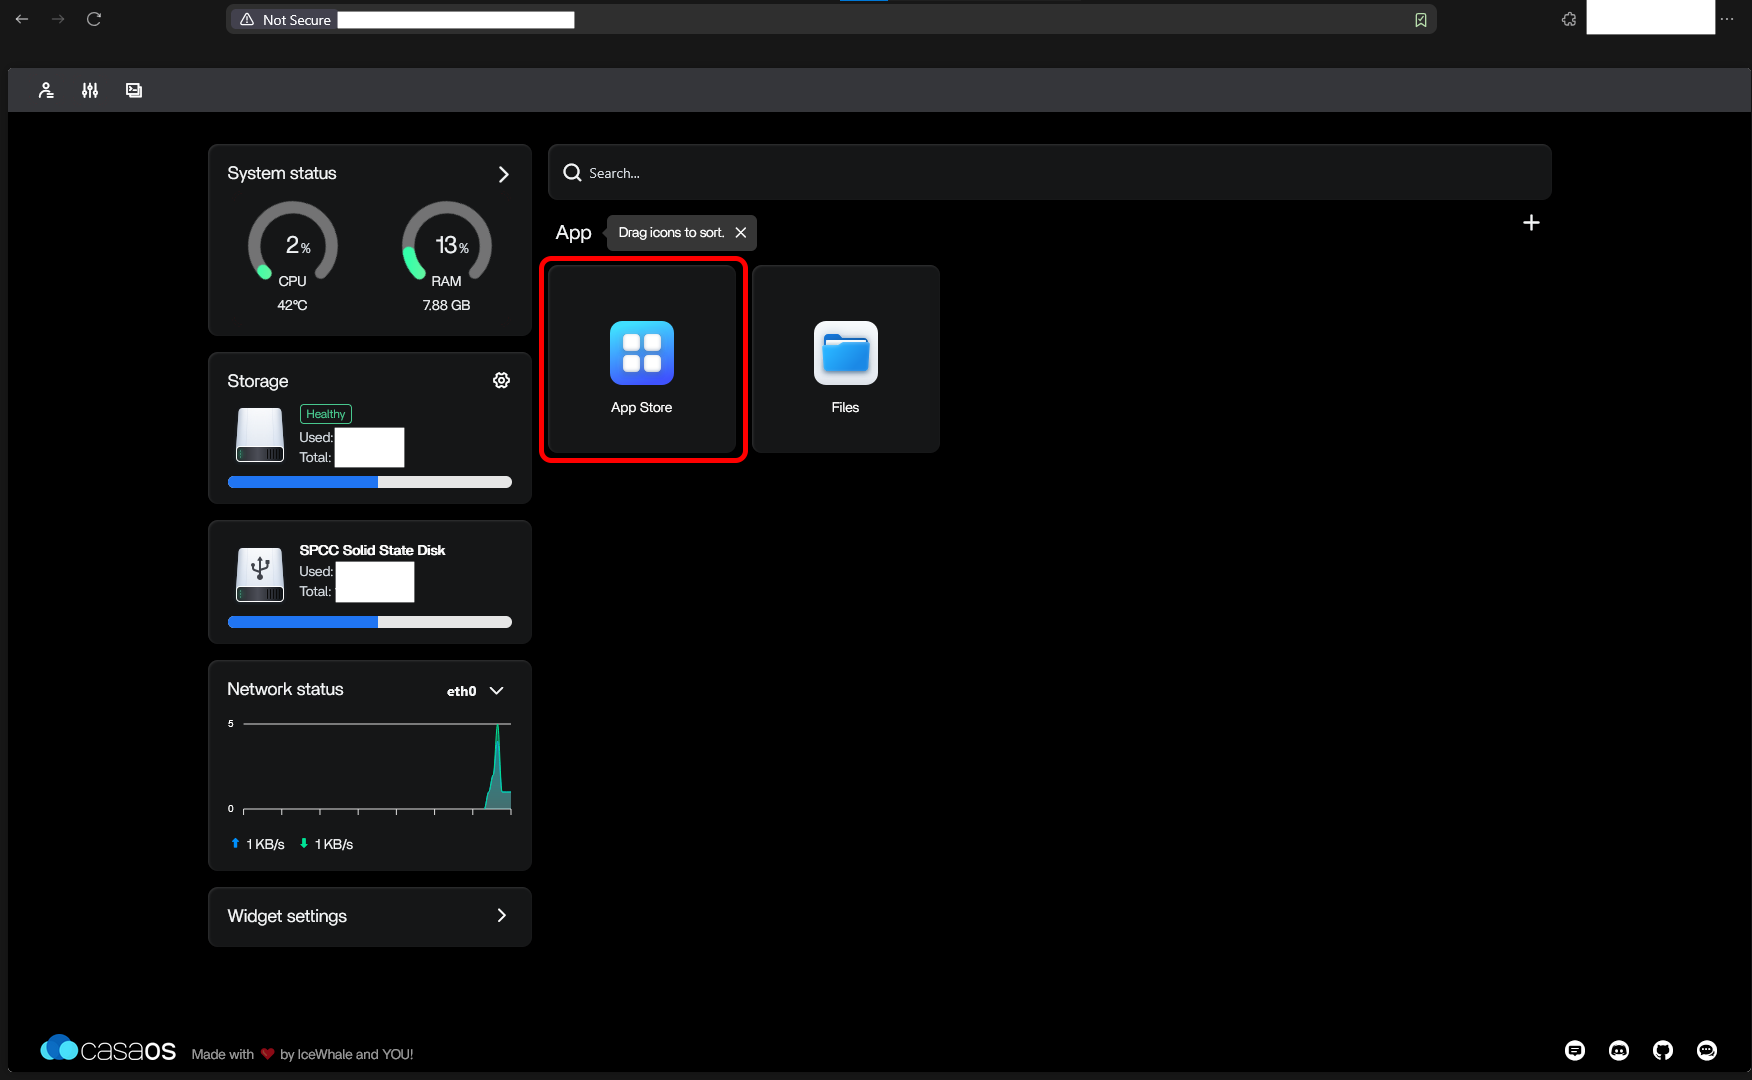 Not Secure
System status
2%
CPU
42°C
13%
RAM
7.88 GB
Storage
Healthy
Used:
Total:
SPCC Solid State Disk
Used:
Total:
Network status
eth0
5
0
1 KB/s
1 KB/s
Widget settings
Search...
App
Drag icons to sort.
App Store
Files
casaos
Made with ❤ by IceWhale and YOU!